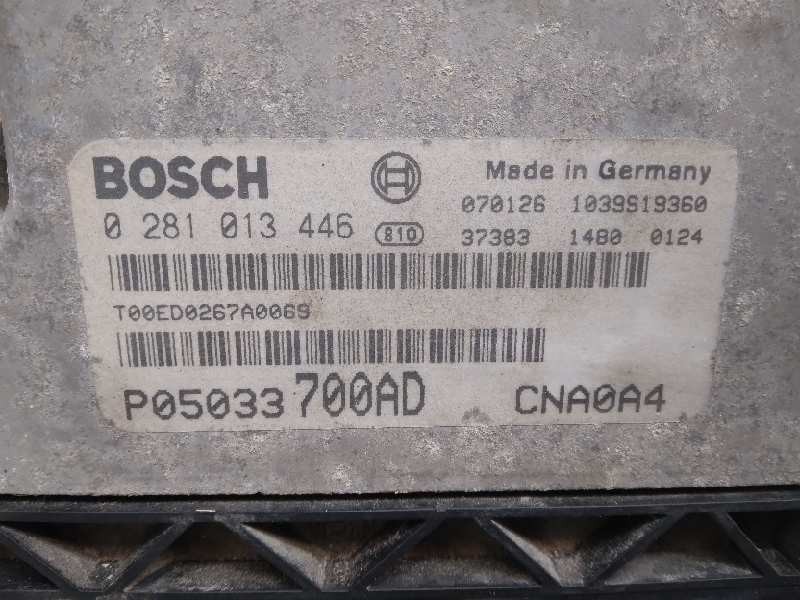 BOSCH
Made in Germany
070126 1039S19360
0 281 013 446 810 37383 1480 0124
T00ED0267A0069
P05033700AD CNA0A4